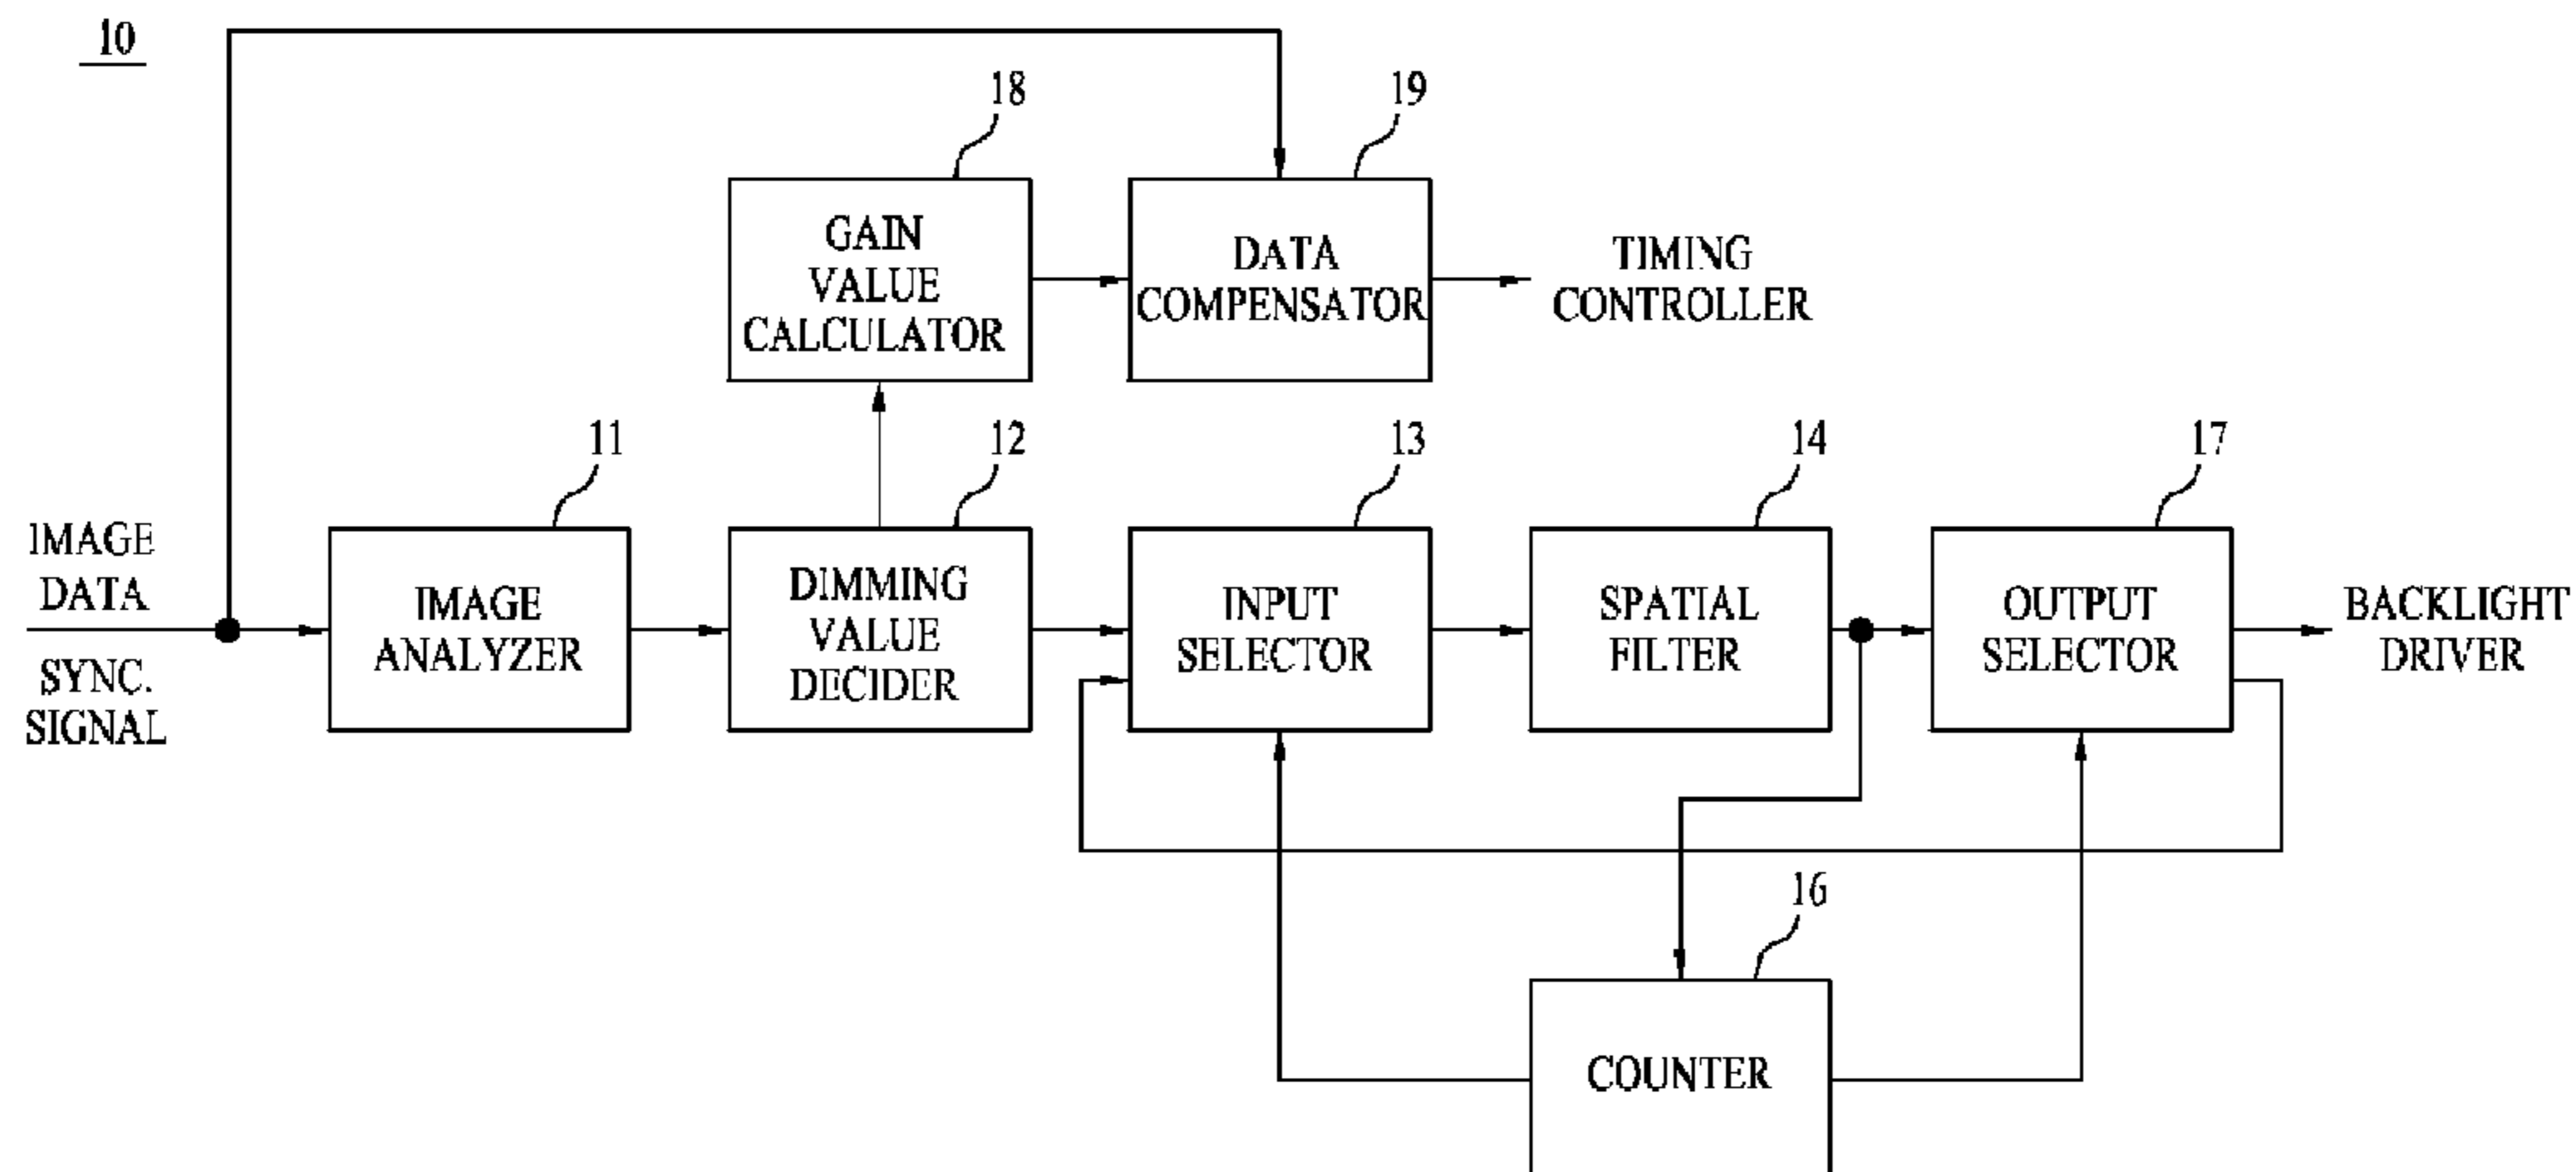 10
18
19
GAIN
VALUE
CALCULATOR
DATA
COMPENSATOR
TIMING
CONTROLLER
11
12
13
14
17
IMAGE
DATA
SYNC.
SIGNAL
IMAGE
ANALYZER
DIMMING
VALUE
DECIDER
INPUT
SELECTOR
SPATIAL
FILTER
OUTPUT
SELECTOR
BACKLIGHT
DRIVER
16
COUNTER